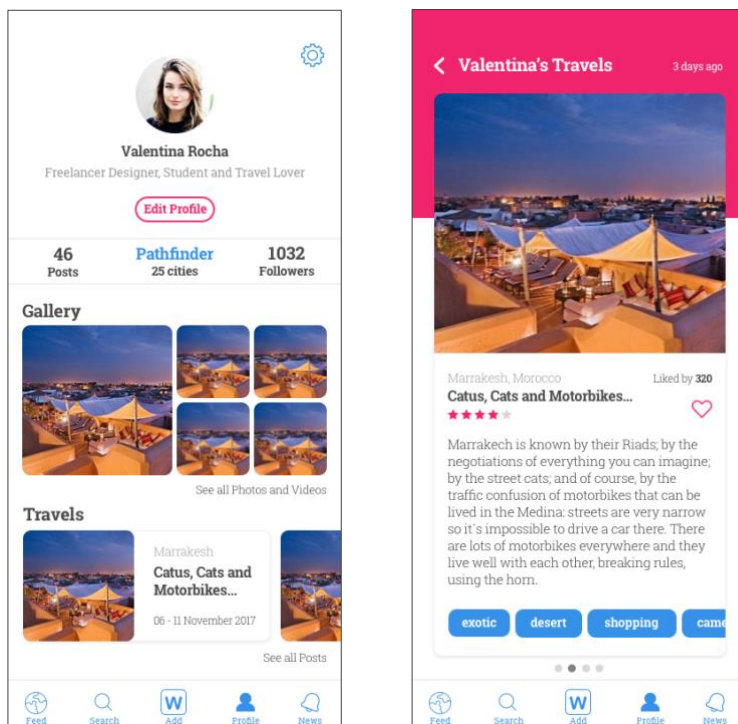 Valentina Rocha
Freelancer Designer, Student and Travel Lover
Edit Profile
46
Posts
Pathfinder
25 cities
1032
Followers
Gallery
See all Photos and Videos
Travels
Marrakesh
Catus, Cats and
Motorbikes...
06 - 11 November 2017
See all Posts
Feed
Search
W
Add
Profile
News
Valentina's Travels
3 days ago
Marrakesh, Morocco
Liked by 320
Catus, Cats and Motorbikes...
Marrakech is known by their Riads; by the
negotiations of everything you can imagine;
by the street cats; and of course, by the
traffic confusion of motorbikes that can be
lived in the Medina: streets are very narrow
so it´s impossible to drive a car there. There
are lots of motorbikes everywhere and they
live well with each other, breaking rules,
using the horn.
exotic
desert
shopping
came
Feed
Search
W
Add
Profile
News